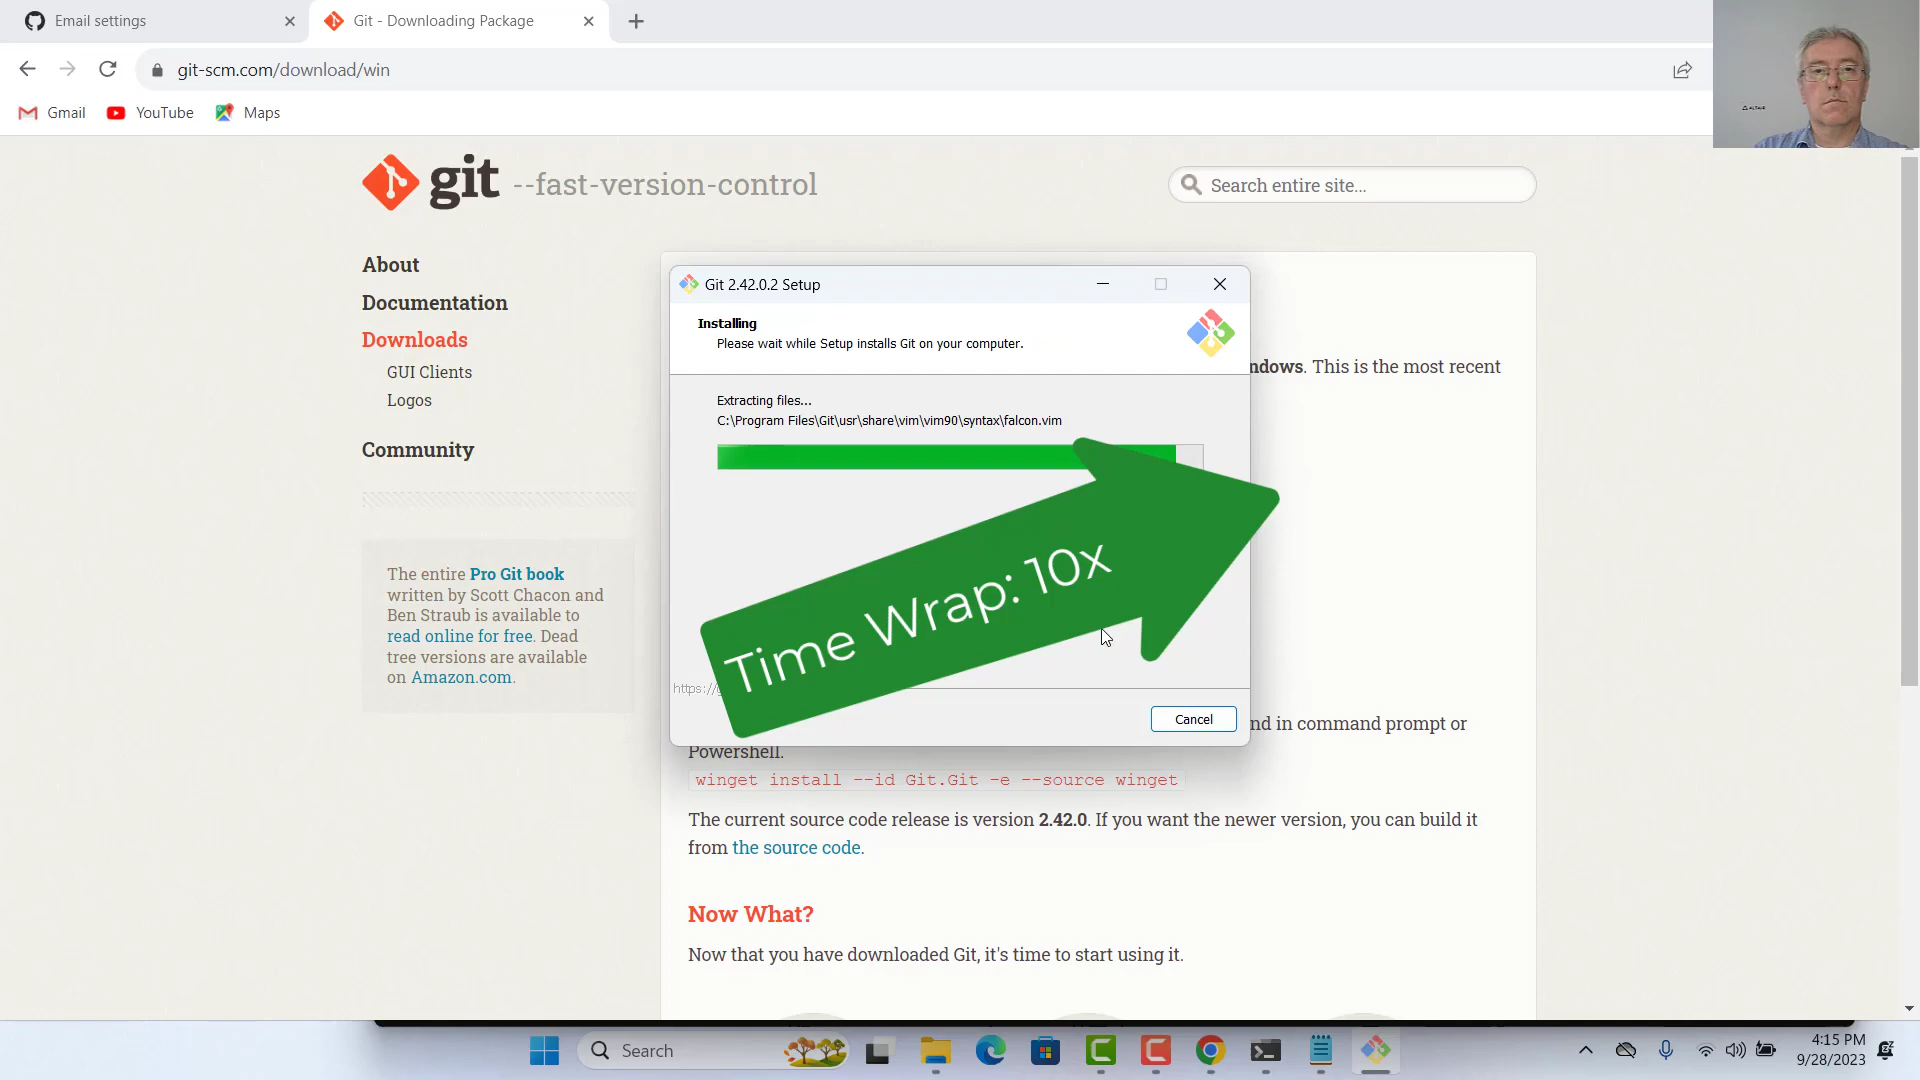 Email settings
Git - Downloading Package
git-scm.com/download/win
Gmail
YouTube
Maps
ALTAIR
git --fast-version-control
Search entire site...
About
Documentation
Downloads
GUI Clients
Logos
Community
The entire Pro Git book
written by Scott Chacon and
Ben Straub is available to
read online for free. Dead
tree versions are available
on Amazon.com.
Git 2.42.0.2 Setup
Installing
Please wait while Setup installs Git on your computer.
Extracting files...
C:\Program Files\Git\usr\share\vim\vim90\syntax\falcon.vim
Time Wrap: 10x
https://
Cancel
ndows. This is the most recent
nd in command prompt or
Powershell.
winget install --id Git.Git -e --source winget
The current source code release is version 2.42.0. If you want the newer version, you can build it
from the source code.
Now What?
Now that you have downloaded Git, it's time to start using it.
Search
4:15 PM
9/28/2023